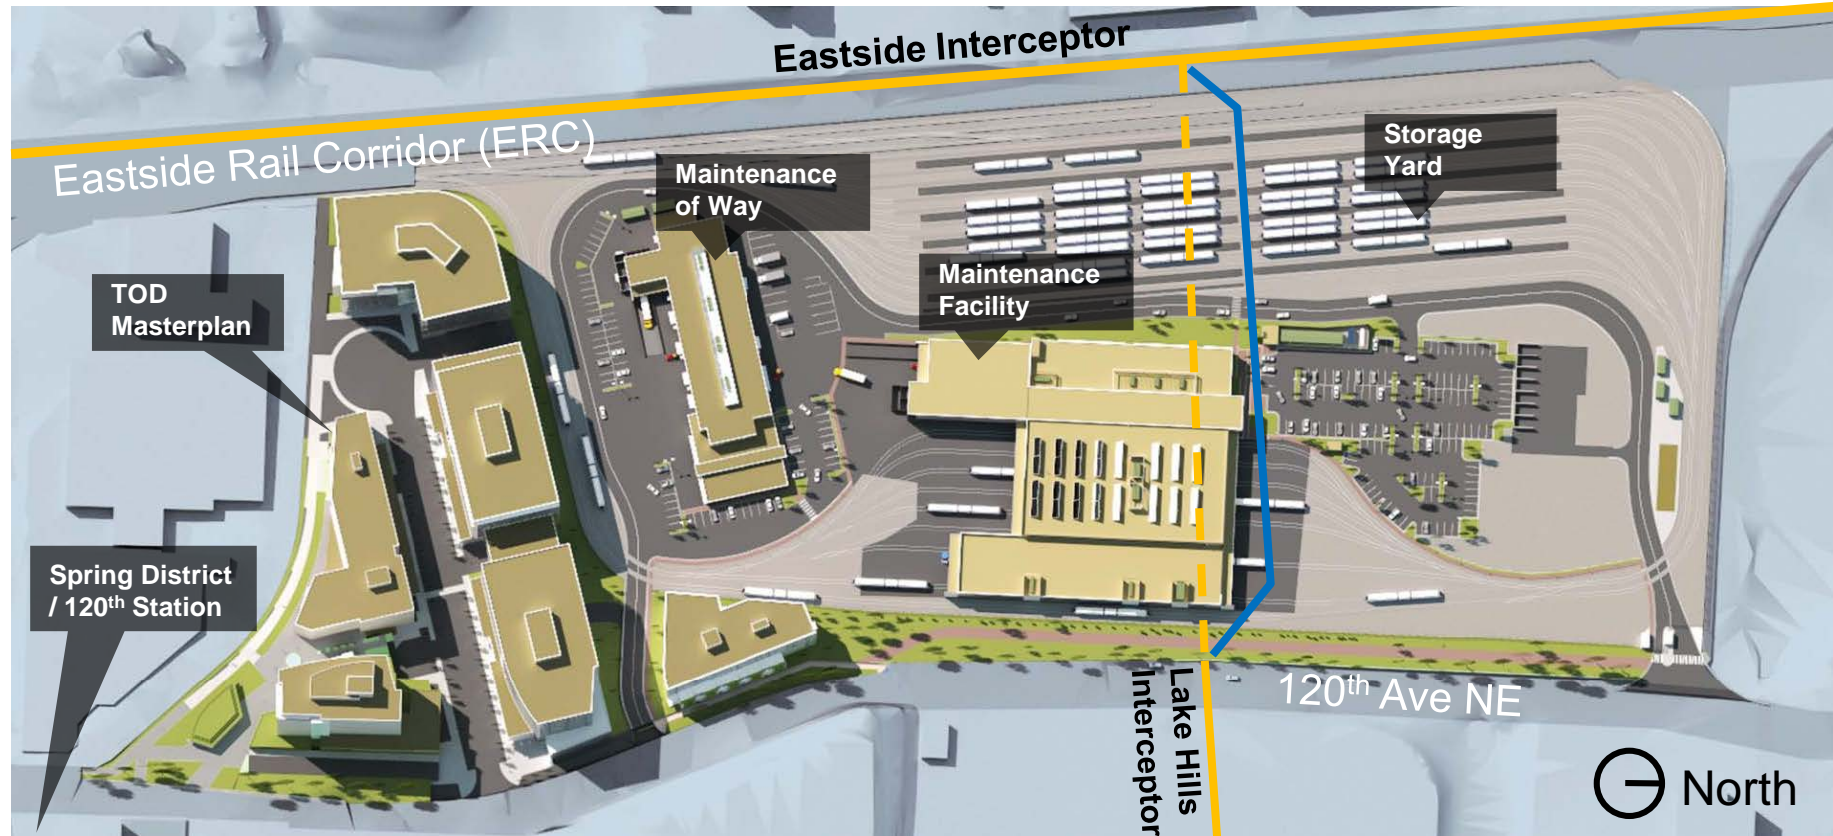 Eastside Interceptor
Eastside Rail Corridor (ERC)
Storage
Yard
Maintenance
of Way
Maintenance
Facility
TOD
Masterplan
Spring District
/ 120th Station
Lake Hills
Interceptor
120th Ave NE
North